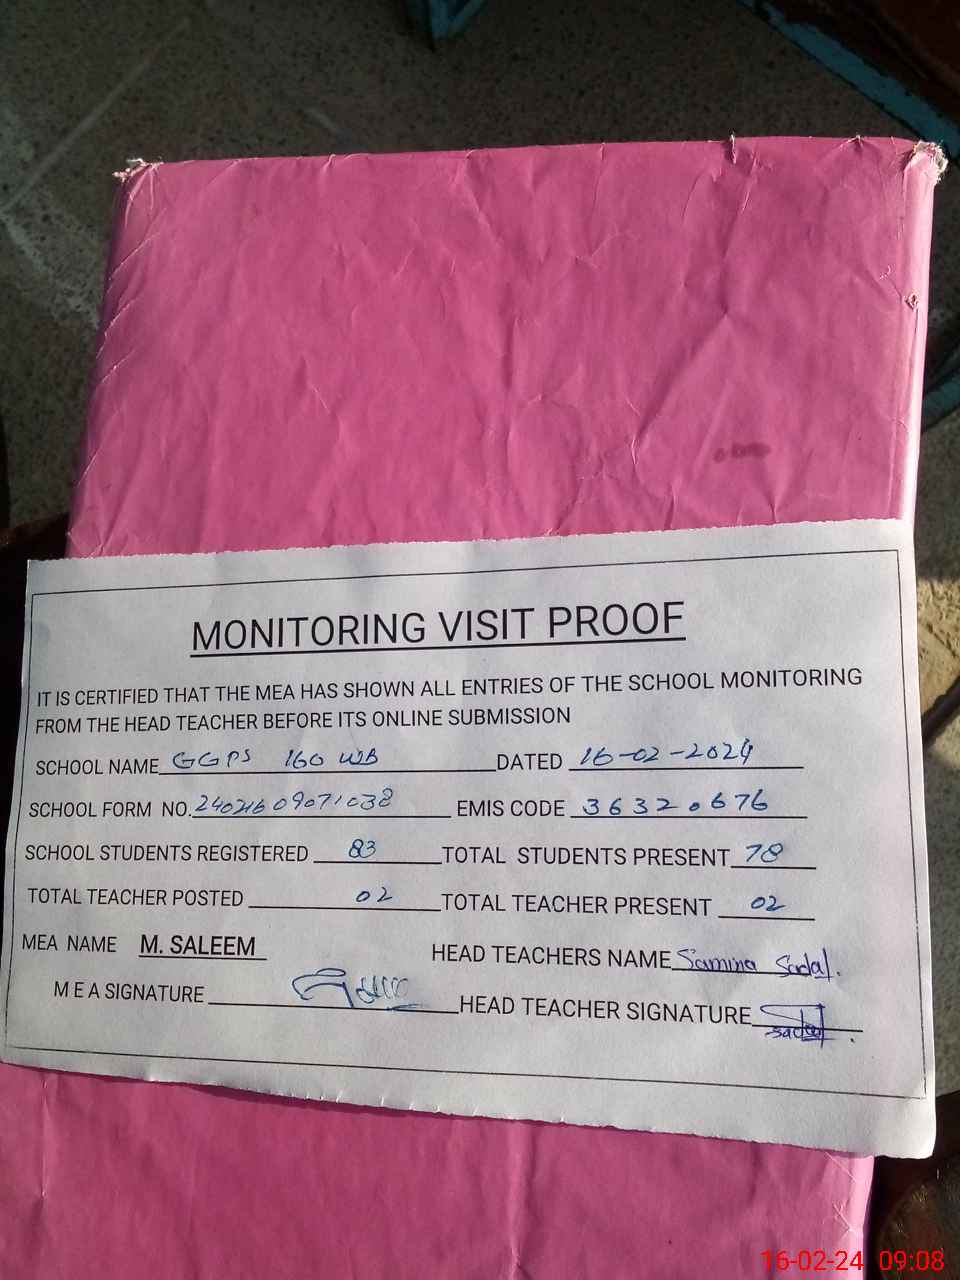 MONITORING VISIT PROOF
IT IS CERTIFIED THAT THE MEA HAS SHOWN ALL ENTRIES OF THE SCHOOL MONITORING
FROM THE HEAD TEACHER BEFORE ITS ONLINE SUBMISSION
SCHOOL NAME GGPS 160 WB DATED 16-02-2024
SCHOOL FORM NO. 24021609071038 EMIS CODE 36320676
SCHOOL STUDENTS REGISTERED 83 TOTAL STUDENTS PRESENT 78
TOTAL TEACHER POSTED 02 TOTAL TEACHER PRESENT 02
MEA NAME M. SALEEM HEAD TEACHERS NAME Samina Sadaf.
M E A SIGNATURE HEAD TEACHER SIGNATURE
16-02-24 09:08